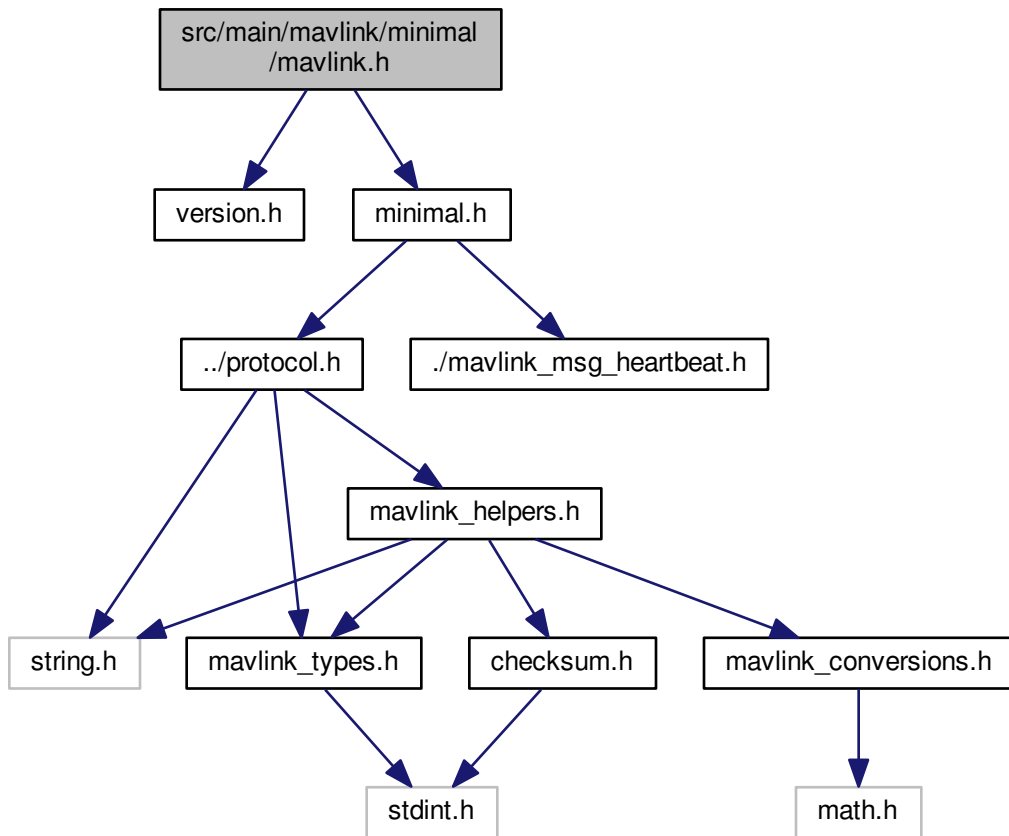 src/main/mavlink/minimal
/mavlink.h
version.h
minimal.h
../protocol.h
./mavlink_msg_heartbeat.h
mavlink_helpers.h
string.h
mavlink_types.h
checksum.h
mavlink_conversions.h
stdint.h
math.h